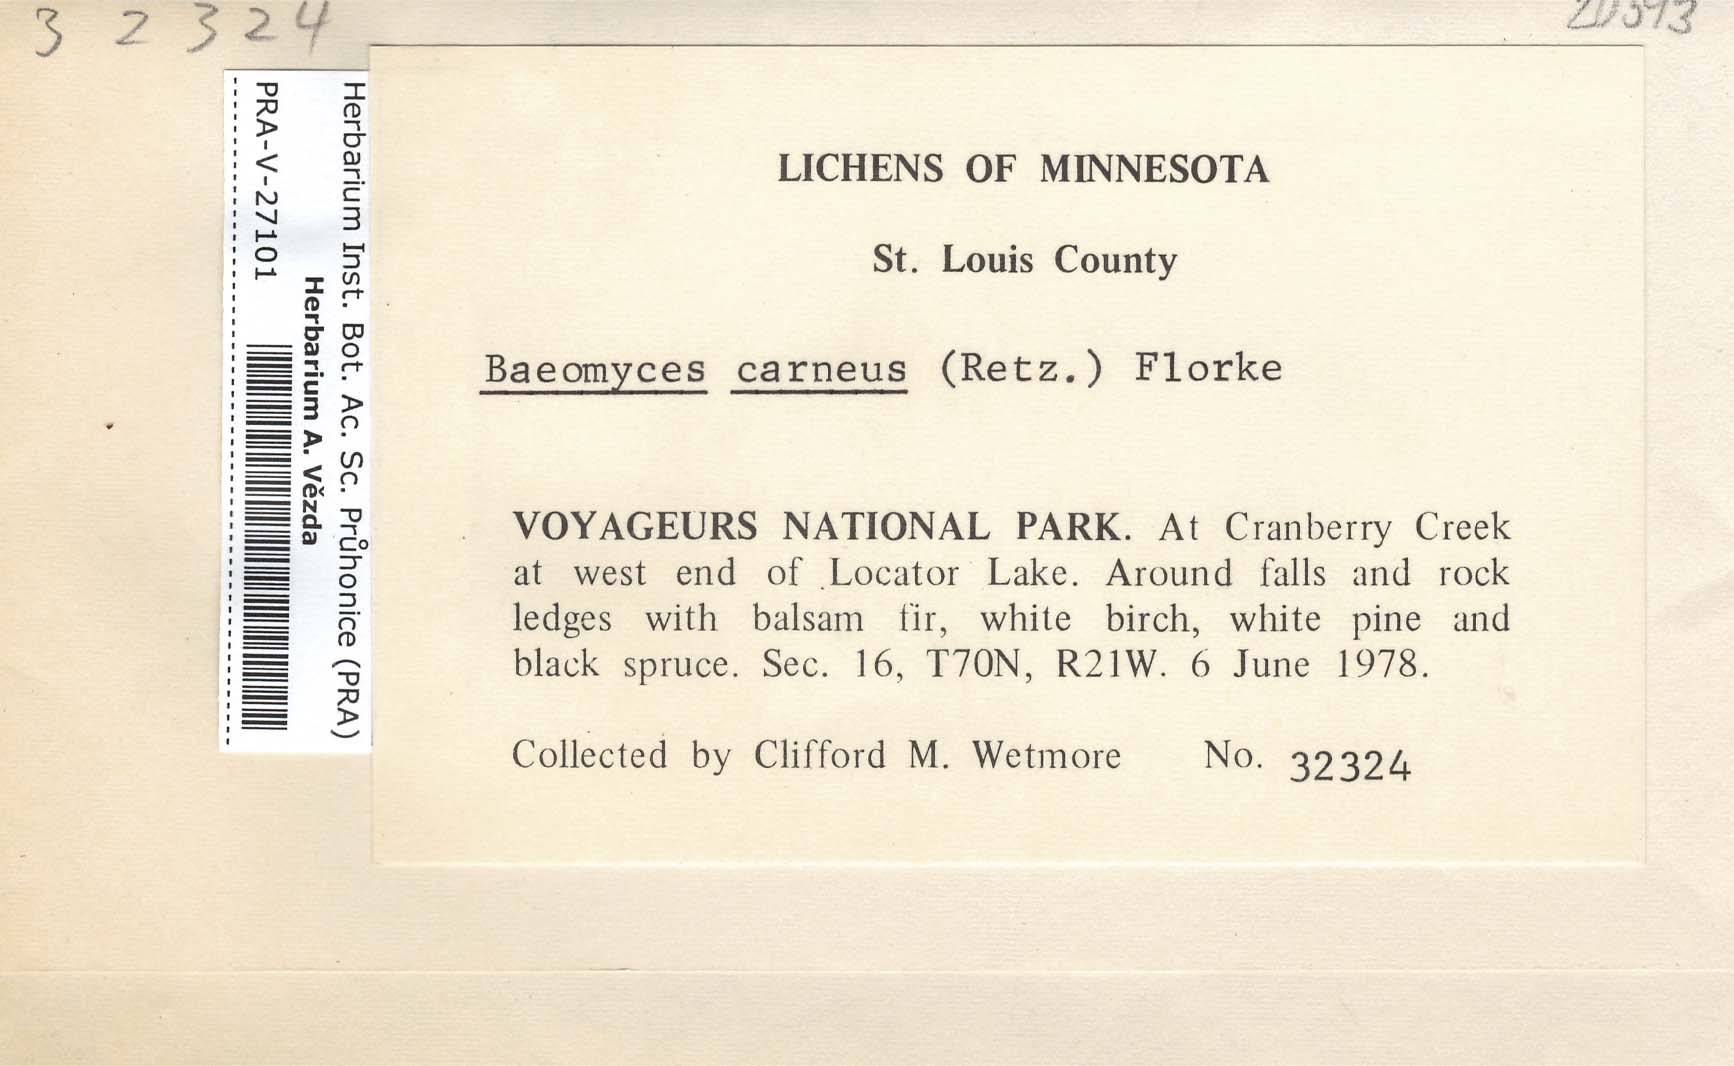 3 2 3 2 4
Herbarium Inst. Bot. Ac. Sc. Průhonice (PRA)
Herbarium A. Vězda
PRA-V-27101
LICHENS OF MINNESOTA
St. Louis County
Baeomyces carneus (Retz.) Florke
VOYAGEURS NATIONAL PARK. At Cranberry Creek
at west end of Locator Lake. Around falls and rock
ledges with balsam fir, white birch, white pine and
black spruce. Sec. 16, T70N, R21W. 6 June 1978.
Collected by Clifford M. Wetmore No. 32324